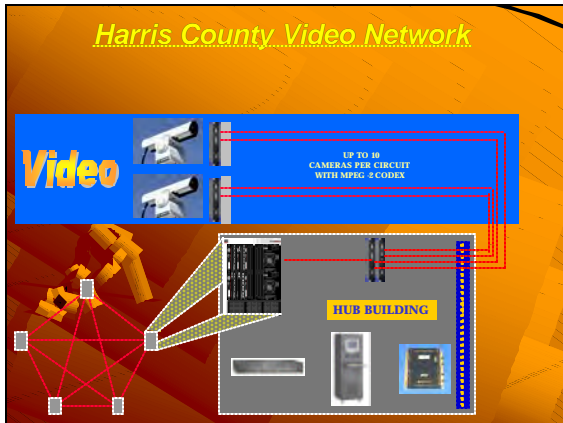 Harris County Video Network
Video
UP TO 10
CAMERAS PER CIRCUIT
WITH MPEG -2 CODEX
HUB BUILDING